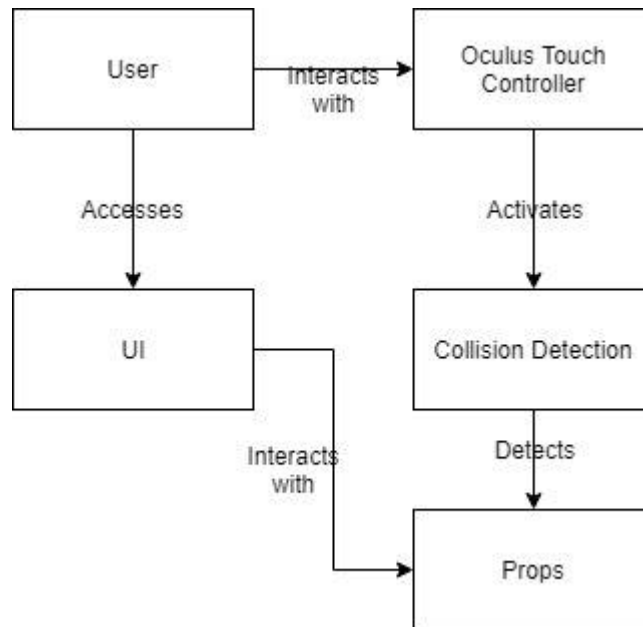 User
Interacts
with
Oculus Touch
Controller
Accesses
Activates
UI
Collision Detection
Interacts
with
Detects
Props